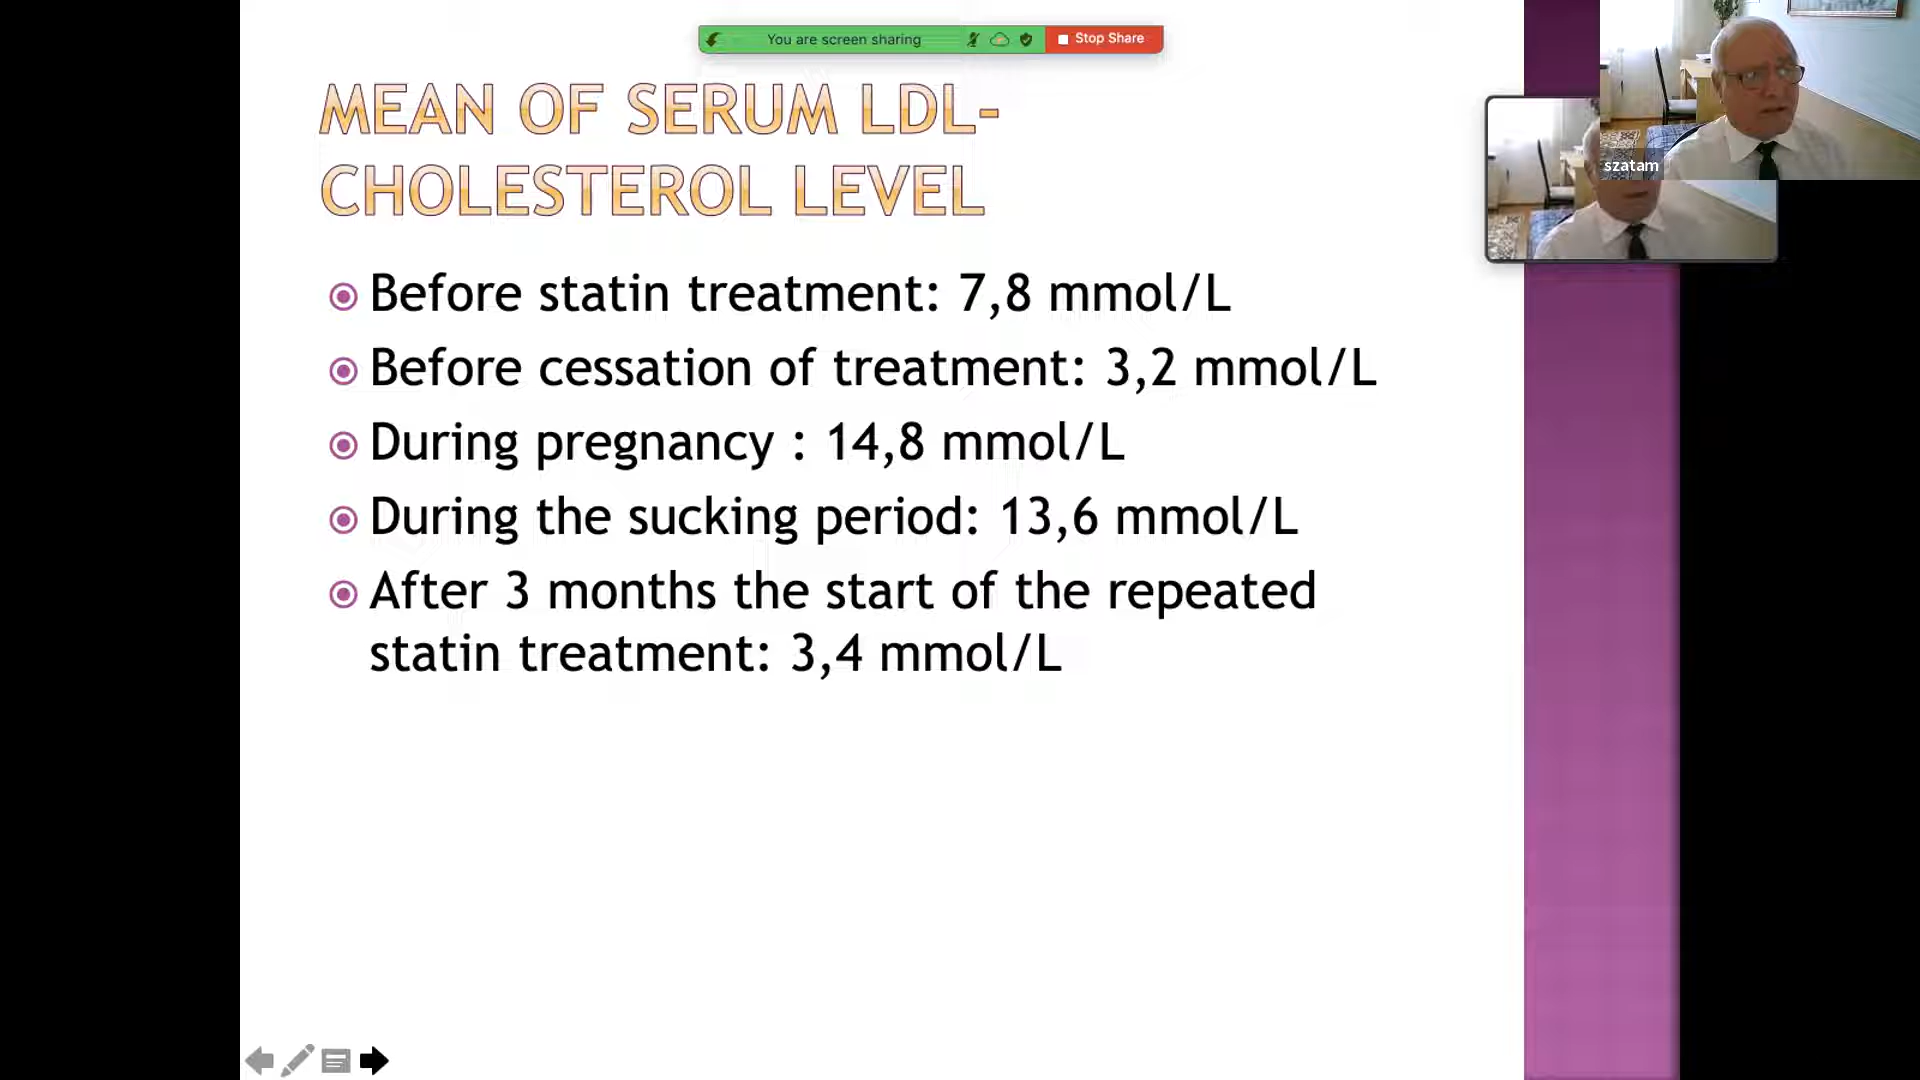 You are screen sharing
Stop Share
szatam
MEAN OF SERUM LDL-
CHOLESTEROL LEVEL
Before statin treatment: 7,8 mmol/L
Before cessation of treatment: 3,2 mmol/L
During pregnancy : 14,8 mmol/L
During the sucking period: 13,6 mmol/L
After 3 months the start of the repeated
statin treatment: 3,4 mmol/L